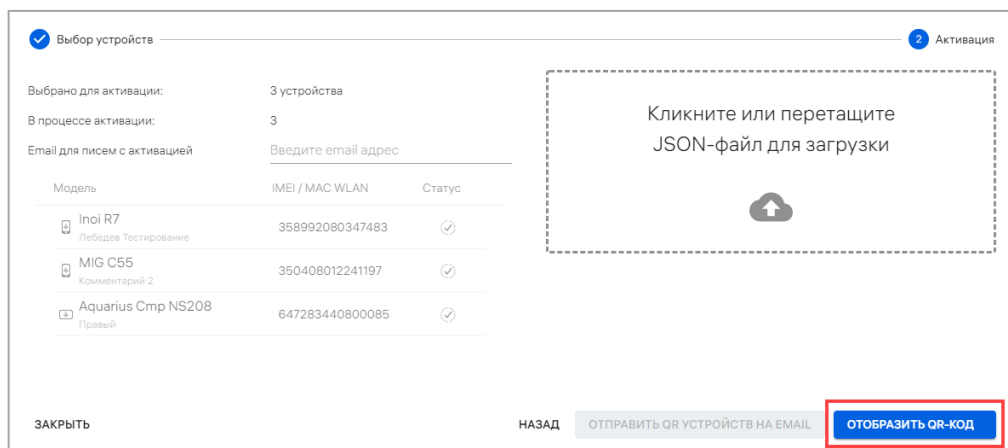 Выбор устройств
2 Активация
Выбрано для активации: 3 устройства
В процессе активации: 3
Email для писем с активацией Введите email адрес
Модель IMEI / MAC WLAN Статус
Inoi R7
Лебедев Тестирование
358992080347483
MIG C55
Комментарий 2
350408012241197
Aquarius Cmp NS208
Правый
647283440800085
Кликните или перетащите
JSON-файл для загрузки
ЗАКРЫТЬ НАЗАД ОТПРАВИТЬ QR УСТРОЙСТВ НА EMAIL ОТОБРАЗИТЬ QR-КОД